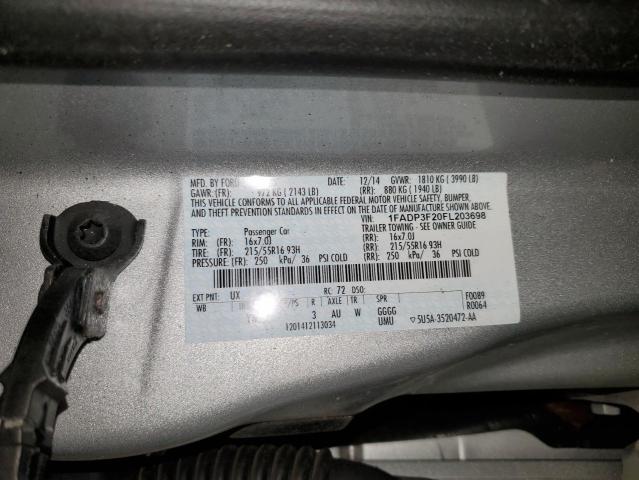 MFD. BY FORD DATE: 12/14 GVWR: 1810 KG ( 3990 LB)
GAWR: (FR): 972 KG ( 2143 LB) (RR): 880 KG ( 1940 LB)
THIS VEHICLE CONFORMS TO ALL APPLICABLE FEDERAL MOTOR VEHICLE SAFETY, BUMPER,
AND THEFT PREVENTION STANDARDS IN EFFECT ON THE DATE OF MANUFACTURE SHOWN ABOVE.
VIN: 1FADP3F20FL203698
TYPE: Passenger Car TRAILER TOWING - SEE OWNER GUIDE
RIM: (FR): 16x7.0J (RR): 16x7.0J
TIRE: (FR): 215/55R16 93H (RR): 215/55R16 93H
PRESSURE: (FR): 250 kPa/ 36 PSI COLD (RR): 250 kPa/ 36 PSI COLD
EXT PNT: UX RC: 72 DSO:
WB R AXLE TR SPR F0089
3 AU W GGGG R0064
1201412113034 UMU ▽ 5U5A-3520472-AA